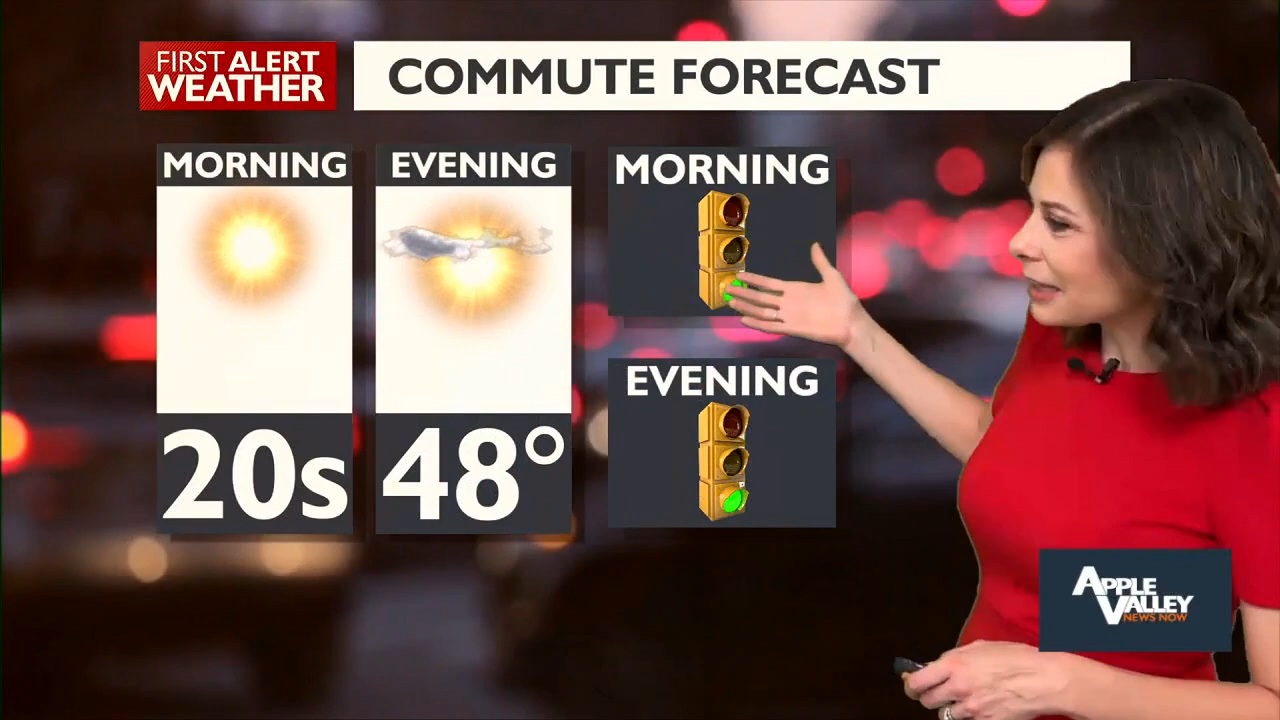 FIRST ALERT
WEATHER
COMMUTE FORECAST
MORNING
EVENING
MORNING
20s
48°
EVENING
APPLE
VALLEY
NEWS NOW